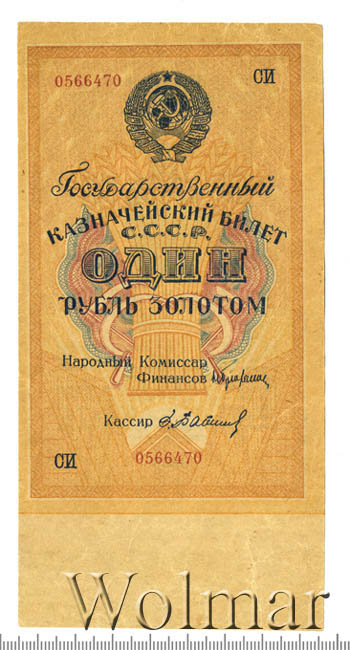 0566470 СИ
Государственный
КАЗНАЧЕЙСКИЙ БИЛЕТ
С.С.С.Р.
ОДИН
РУБЛЬ ЗОЛОТОМ
Народный Комиссар
Финансов
Кассир
СИ 0566470
Wolmar